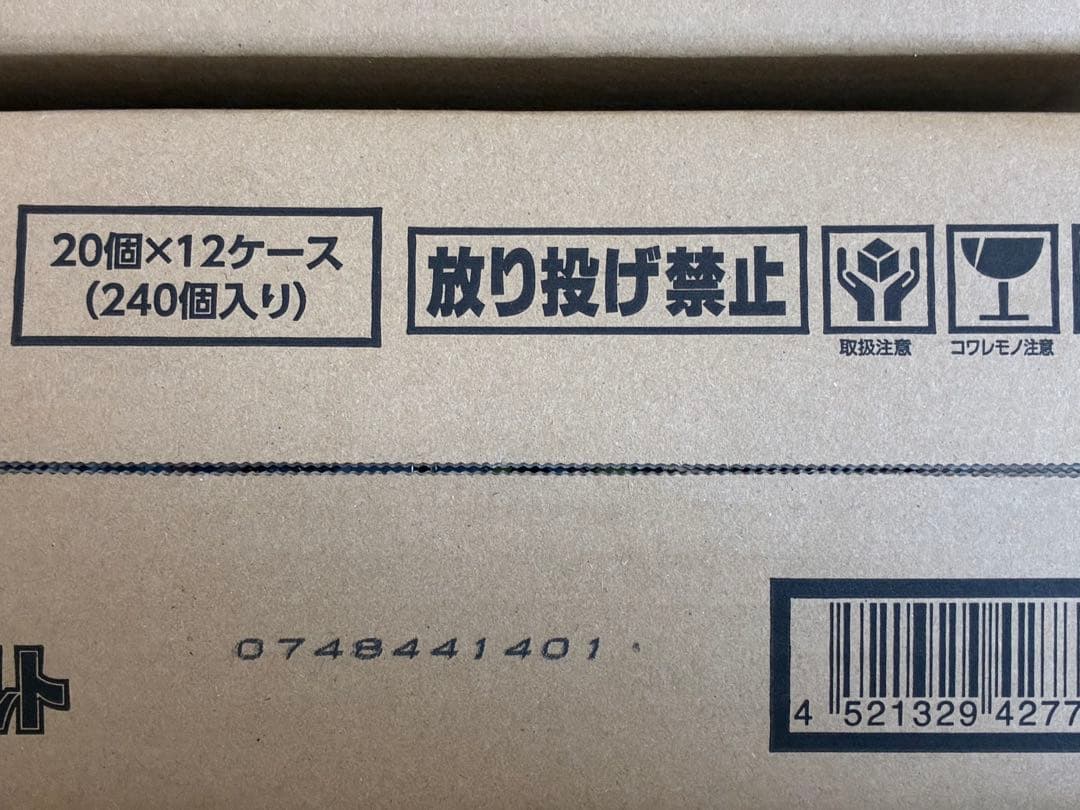 20個×12ケース
(240個入り)
放り投げ禁止
取扱注意
コワレモノ注意
0748441401
4 521329 4277